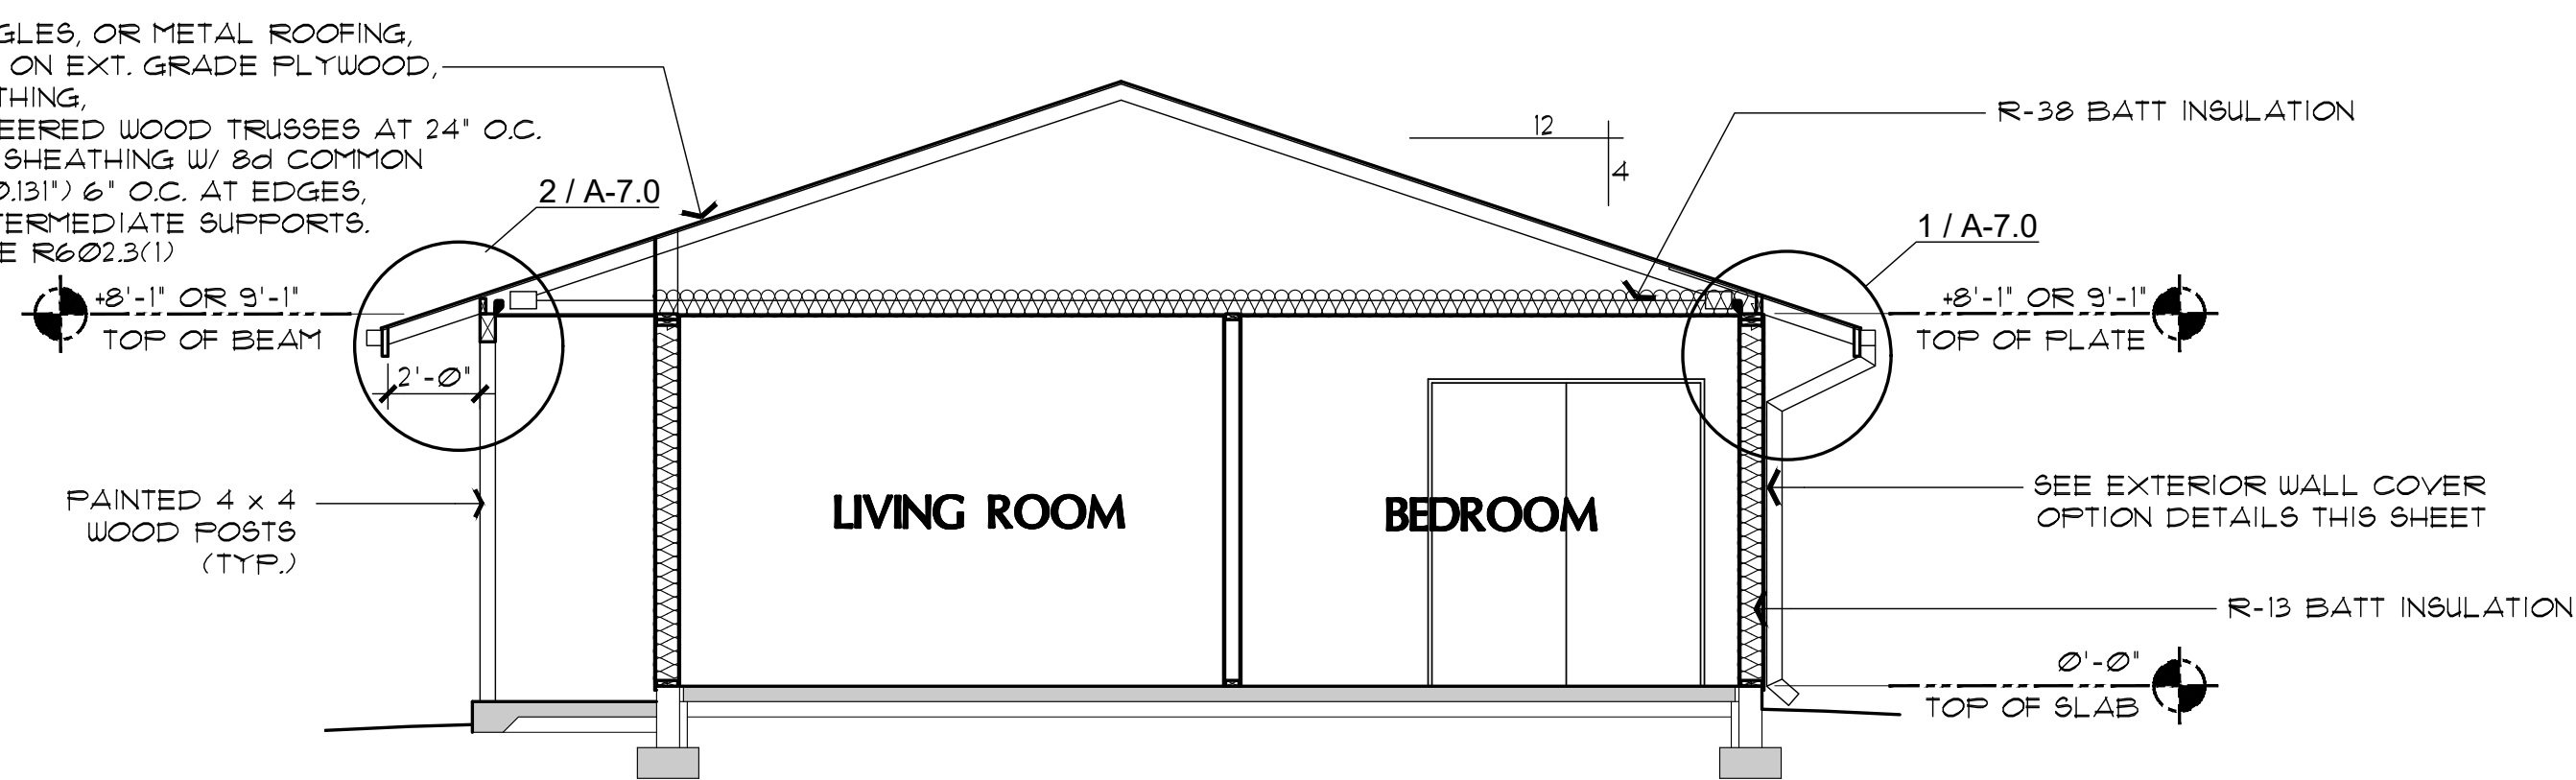 GLES, OR METAL ROOFING,
ON EXT. GRADE PLYWOOD,
THING,
EERED WOOD TRUSSES AT 24" O.C.
SHEATHING W/ 8d COMMON
0.131") 6" O.C. AT EDGES,
TERMEDIATE SUPPORTS.
E R602.3(1)
2 / A-7.0
12
4
R-38 BATT INSULATION
1 / A-7.0
+8'-1" OR 9'-1"
TOP OF BEAM
+8'-1" OR 9'-1"
TOP OF PLATE
2'-0"
PAINTED 4 x 4
WOOD POSTS
(TYP.)
LIVING ROOM
BEDROOM
SEE EXTERIOR WALL COVER
OPTION DETAILS THIS SHEET
R-13 BATT INSULATION
0'-0"
TOP OF SLAB